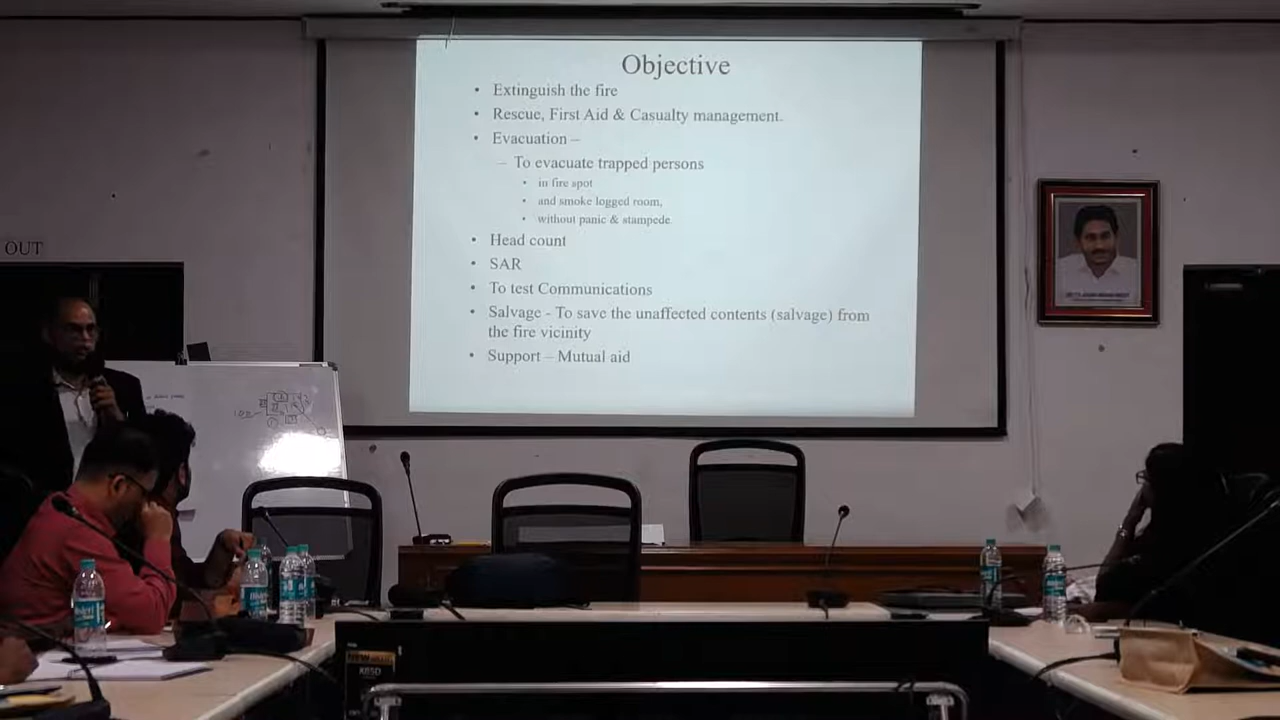 Objective
• Extinguish the fire
• Rescue, First Aid & Casualty management.
• Evacuation –
– To evacuate trapped persons
• in fire spot
• and smoke logged room,
• without panic & stampede.
• Head count
• SAR
• To test Communications
• Salvage - To save the unaffected contents (salvage) from
the fire vicinity
• Support – Mutual aid
OUT
Bisleri